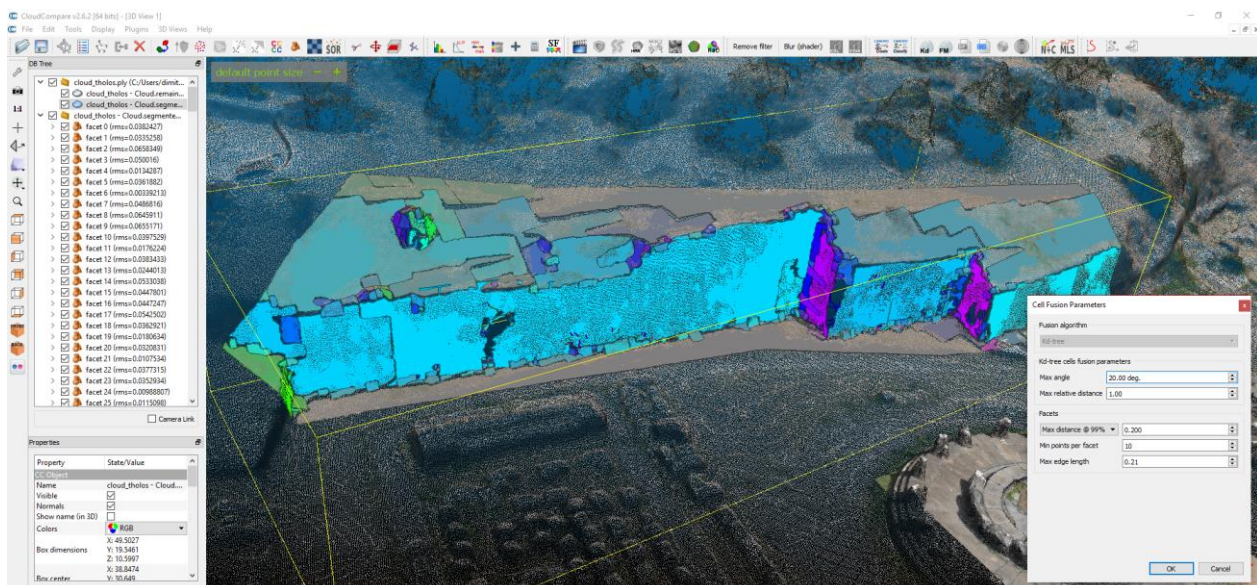 CloudCompare v2.6.2 [64 bits] - [3D View 1]
File Edit Tools Display Plugins 3D Views Help
SOR
SF
Remove filter
Blur (shader)
Kd
FM
N+C
MLS
DB Tree
cloud_tholos.ply (C:/Users/dimit...
cloud_tholos - Cloud.remain...
cloud_tholos - Cloud.segme...
cloud_tholos - Cloud.segmente...
facet 0 (rms=0.0382427)
facet 1 (rms=0.0335258)
facet 2 (rms=0.0658349)
facet 3 (rms=0.050016)
facet 4 (rms=0.0134287)
facet 5 (rms=0.0361882)
facet 6 (rms=0.00339213)
facet 7 (rms=0.0486816)
facet 8 (rms=0.0645911)
facet 9 (rms=0.0655171)
facet 10 (rms=0.0397529)
facet 11 (rms=0.0176224)
facet 12 (rms=0.0383433)
facet 13 (rms=0.0244013)
facet 14 (rms=0.0533038)
facet 15 (rms=0.0447801)
facet 16 (rms=0.0447247)
facet 17 (rms=0.0542502)
facet 18 (rms=0.0362921)
facet 19 (rms=0.0180634)
facet 20 (rms=0.0320831)
facet 21 (rms=0.0107534)
facet 22 (rms=0.0377315)
facet 23 (rms=0.0352934)
facet 24 (rms=0.00988807)
facet 25 (rms=0.0115098)
1:1
Camera Link
Properties
Property State/Value
CC Object
Name cloud_tholos - Cloud....
Visible
Normals
Show name (in 3D)
Colors RGB
X: 49.5027
Box dimensions Y: 19.5461
Z: 10.5997
X: 38.8474
Box center Y: 30.649
default point size
Cell Fusion Parameters
Fusion algorithm
Kd-tree
Kd-tree cells fusion parameters
Max angle 20.00 deg.
Max relative distance 1.00
Facets
Max distance @ 99% 0.200
Min points per facet 10
Max edge length 0.21
OK Cancel